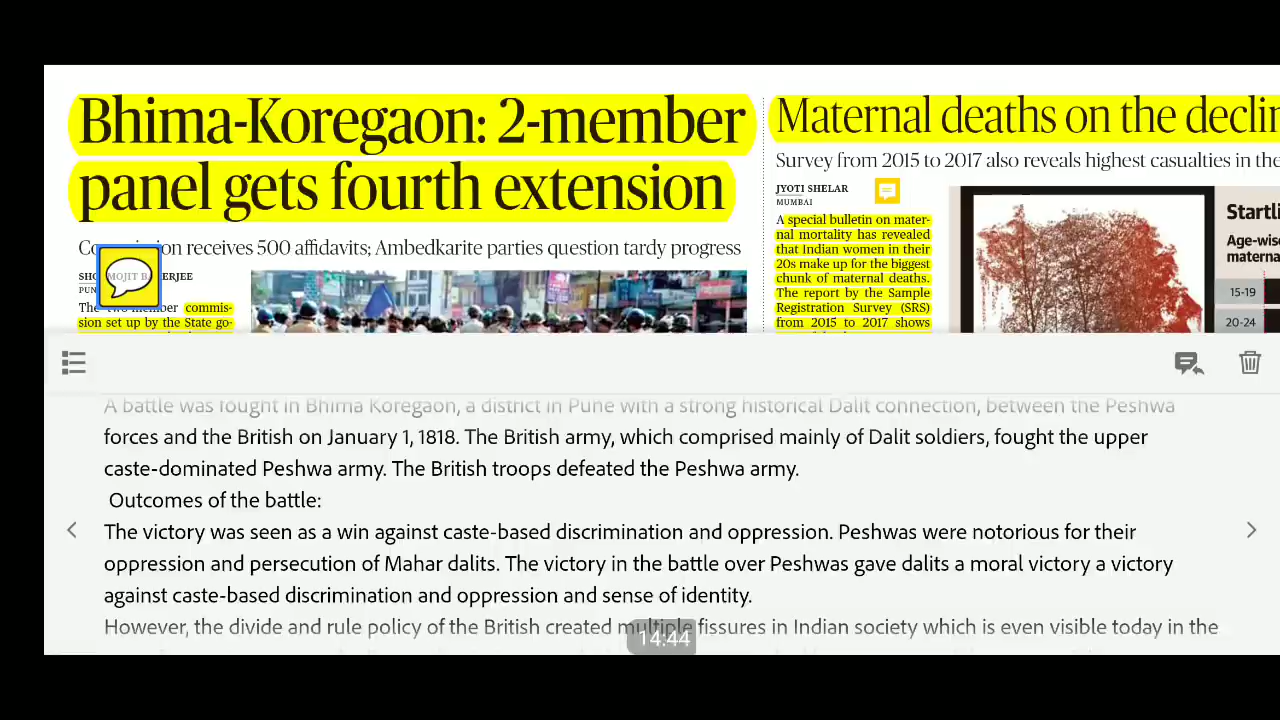 Bhima-Koregaon: 2-member
panel gets fourth extension
receives 500 affidavits; Ambedkarite parties question tardy progress
The two-member commis-
sion set up by the State go-
Maternal deaths on the
Survey from 2015 to 2017 also reveals highest casualties in the
JYOTI SHELAR
MUMBAI
A special bulletin on mater-
nal mortality has revealed
that Indian women in their
20s make up for the biggest
chunk of maternal deaths.
The report by the Sample
Registration Survey (SRS)
from 2015 to 2017 shows
Age-wis
materna
15-19
20-24
A battle was fought in Bhima Koregaon, a district in Pune with a strong historical Dalit connection, between the Peshwa
forces and the British on January 1, 1818. The British army, which comprised mainly of Dalit soldiers, fought the upper
caste-dominated Peshwa army. The British troops defeated the Peshwa army.
Outcomes of the battle:
The victory was seen as a win against caste-based discrimination and oppression. Peshwas were notorious for their
oppression and persecution of Mahar dalits. The victory in the battle over Peshwas gave dalits a moral victory a victory
against caste-based discrimination and oppression and sense of identity.
However, the divide and rule policy of the British created multiple fissures in Indian society which is even visible today in the
14:44